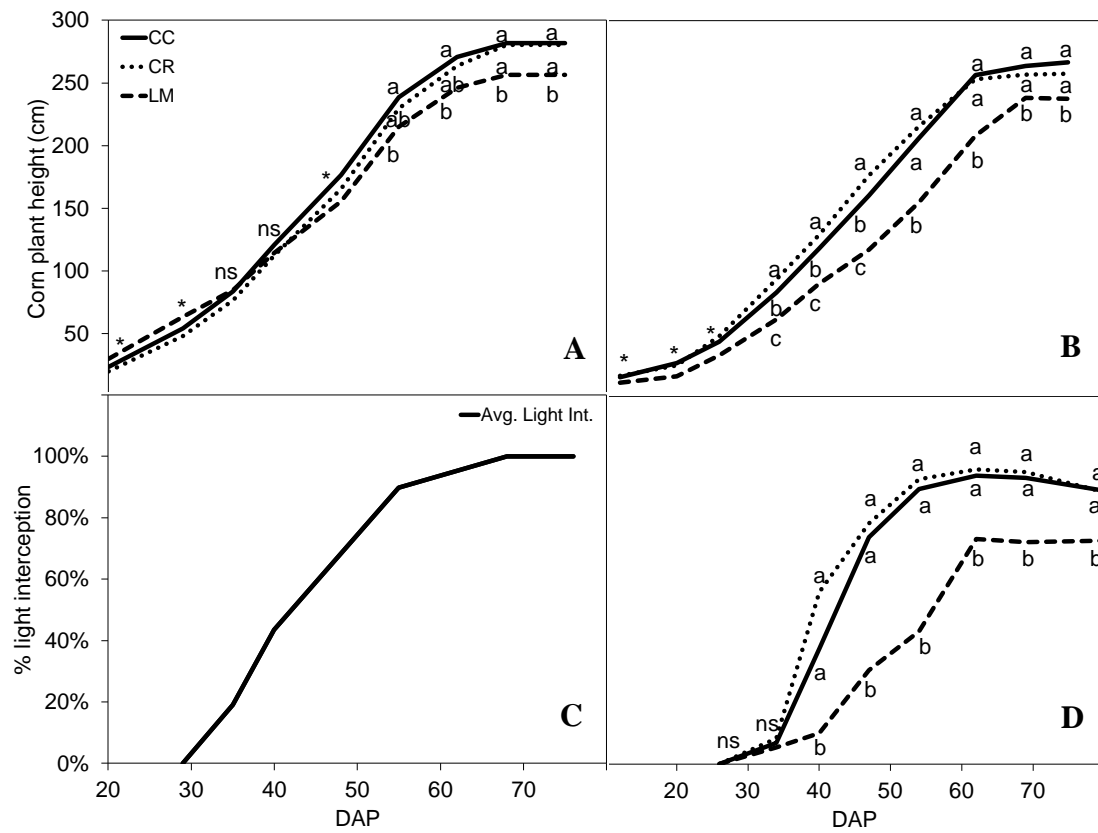 Corn plant height (cm)
300
250
200
150
100
50
CC
CR
LM
*
*
ns
ns
*
a
ab
b
a
ab
b
a
a
b
a
a
b
A
*
*
*
a
b
c
a
b
c
a
b
c
a
a
b
a
b
a
a
b
a
a
b
B
% light interception
100%
80%
60%
40%
20%
0%
Avg. Light Int.
C
20 30 40 50 60 70
DAP
ns
ns
a
a
b
a
a
b
a
a
b
a
a
b
a
a
b
a
a
b
D
20 30 40 50 60 70 80
DAP